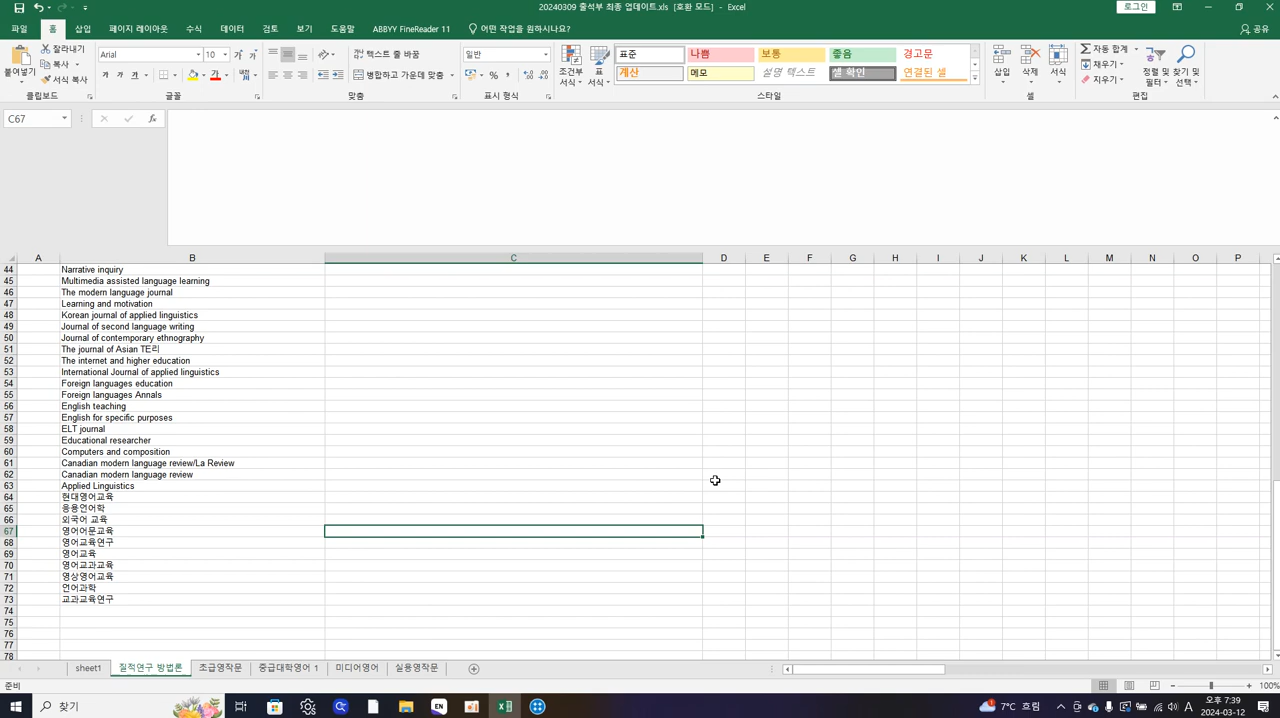 20240309 출석부 최종 업데이트.xls [호환 모드] - Excel
로그인
파일 홈 삽입 페이지 레이아웃 수식 데이터 검토 보기 도움말 ABBYY FineReader 11 어떤 작업을 원하시나요?
공유
붙여넣기
잘라내기
복사
서식 복사
클립보드
Arial 10
가 가 가
글꼴
텍스트 줄 바꿈
병합하고 가운데 맞춤
맞춤
일반
표시 형식
조건부 서식
표 서식
표준 나쁨 보통 좋음 경고문
계산 메모 설명 텍스트 셀 확인 연결된 셀
스타일
삽입 삭제 서식
셀
자동 합계
채우기
지우기
정렬 및 필터
찾기 및 선택
편집
C67
fx
A B C D E F G H I J K L M N O P
44 Narrative inquiry
45 Multimedia assisted language learning
46 The modern language journal
47 Learning and motivation
48 Korean journal of applied linguistics
49 Journal of second language writing
50 Journal of contemporary ethnography
51 The journal of Asian TE리
52 The internet and higher education
53 International Journal of applied linguistics
54 Foreign languages education
55 Foreign languages Annals
56 English teaching
57 English for specific purposes
58 ELT journal
59 Educational researcher
60 Computers and composition
61 Canadian modern language review/La Review
62 Canadian modern language review
63 Applied Linguistics
64 현대영어교육
65 응용언어학
66 외국어 교육
67 영어어문교육
68 영어교육연구
69 영어교육
70 영어교과교육
71 영상영어교육
72 언어과학
73 교과교육연구
74
75
76
77
78
sheet1 질적연구 방법론 초급영작문 중급대학영어 1 미디어영어 실용영작문
준비
100%
찾기
EN
7°C 흐림
A
오후 7:39
2024-03-12